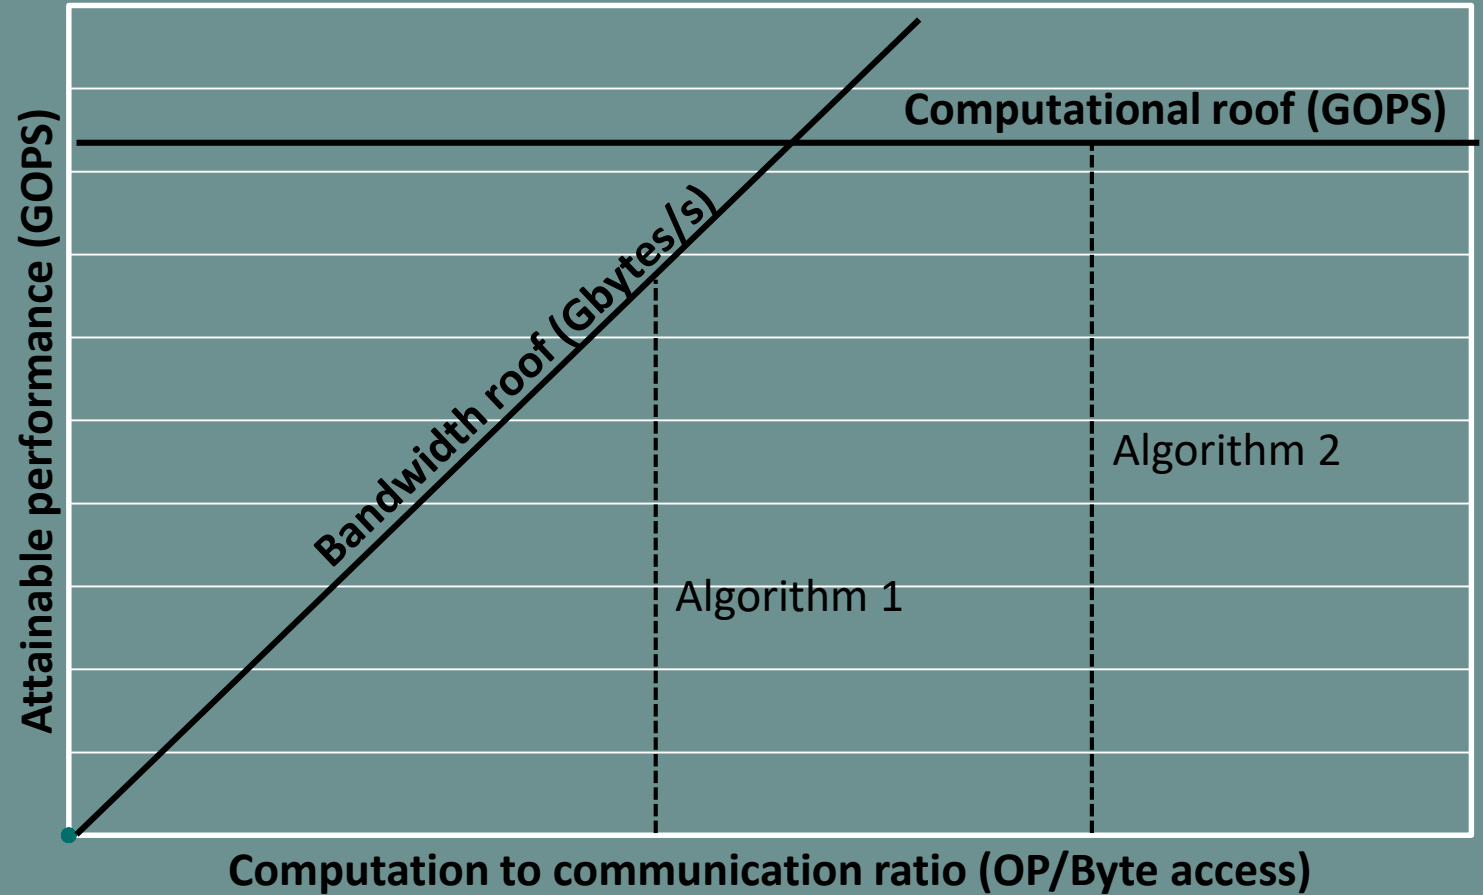 Computational roof (GOPS)
Attainable performance (GOPS)
Bandwidth roof (Gbytes/s)
Algorithm 2
Algorithm 1
Computation to communication ratio (OP/Byte access)